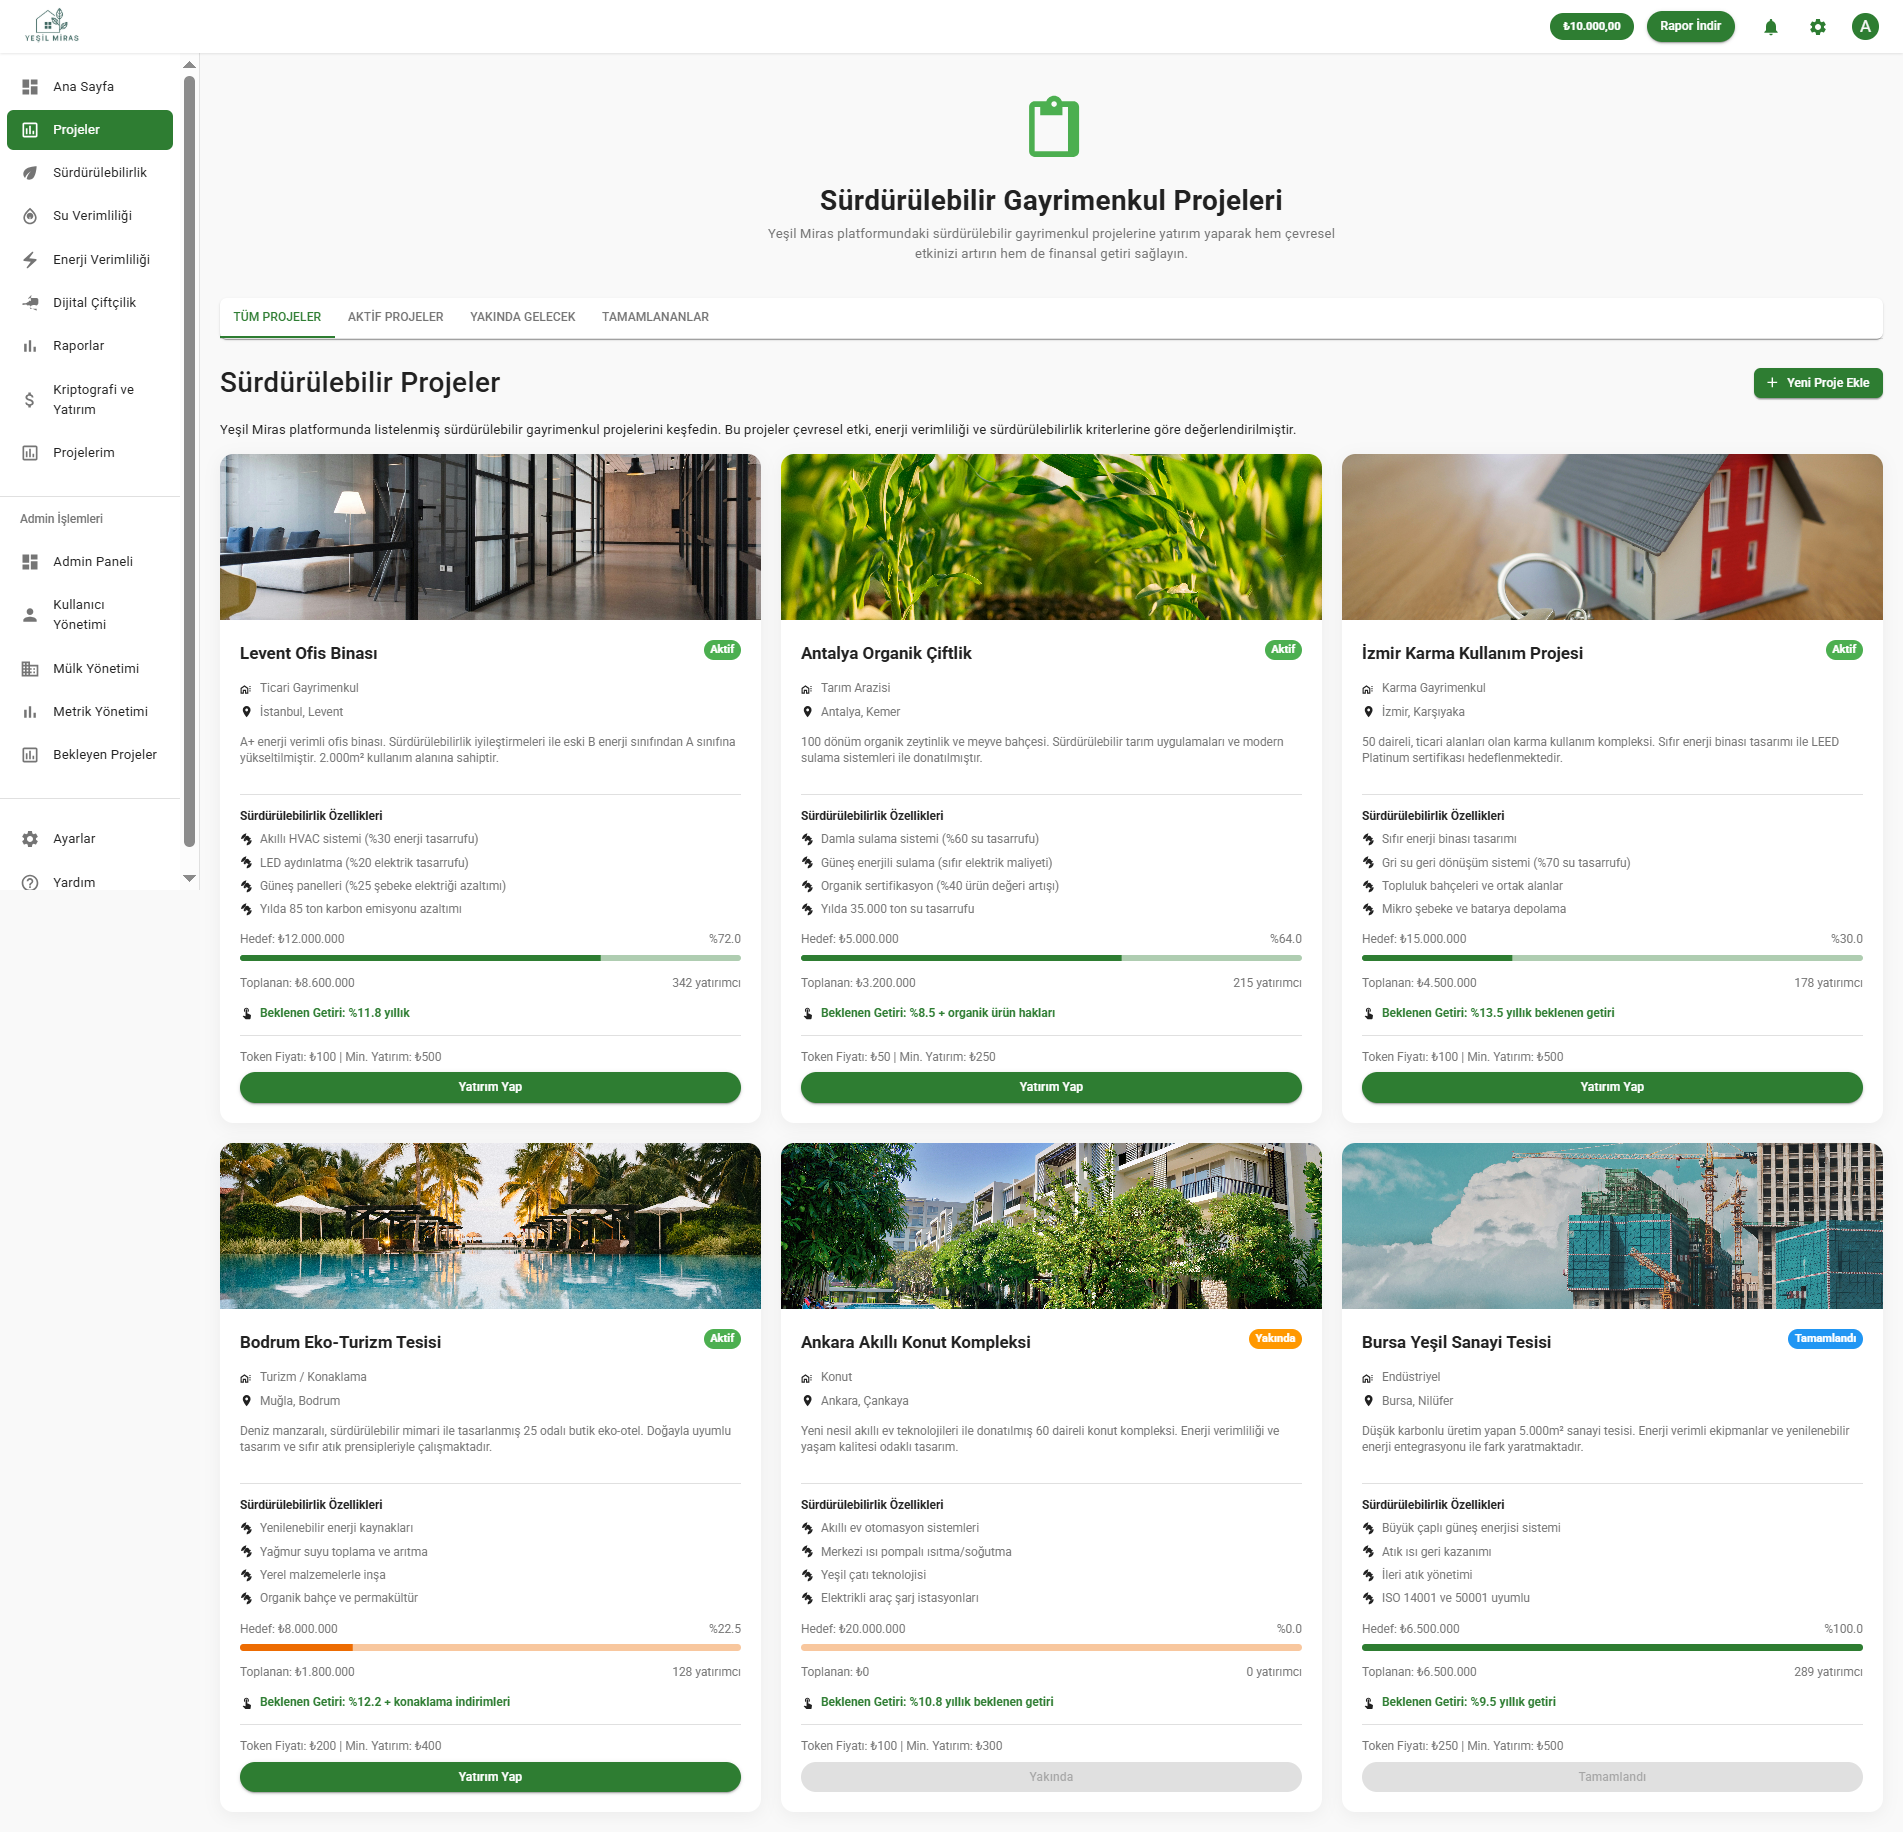 YEŞİL MİRAS
₺10.000,00
Rapor İndir
A
Ana Sayfa
Projeler
Sürdürülebilirlik
Su Verimliliği
Enerji Verimliliği
Dijital Çiftçilik
Raporlar
Kriptografi ve
Yatırım
Projelerim
Admin İşlemleri
Admin Paneli
Kullanıcı
Yönetimi
Mülk Yönetimi
Metrik Yönetimi
Bekleyen Projeler
Ayarlar
Yardım
Sürdürülebilir Gayrimenkul Projeleri
Yeşil Miras platformundaki sürdürülebilir gayrimenkul projelerine yatırım yaparak hem çevresel
etkinizi artırın hem de finansal getiri sağlayın.
TÜM PROJELER
AKTİF PROJELER
YAKINDA GELECEK
TAMAMLANANLAR
Sürdürülebilir Projeler
+ Yeni Proje Ekle
Yeşil Miras platformunda listelenmiş sürdürülebilir gayrimenkul projelerini keşfedin. Bu projeler çevresel etki, enerji verimliliği ve sürdürülebilirlik kriterlerine göre değerlendirilmiştir.
Levent Ofis Binası
Aktif
Ticari Gayrimenkul
İstanbul, Levent
A+ enerji verimli ofis binası. Sürdürülebilirlik iyileştirmeleri ile eski B enerji sınıfından A sınıfına
yükseltilmiştir. 2.000m² kullanım alanına sahiptir.
Sürdürülebilirlik Özellikleri
Akıllı HVAC sistemi (%30 enerji tasarrufu)
LED aydınlatma (%20 elektrik tasarrufu)
Güneş panelleri (%25 şebeke elektriği azaltımı)
Yılda 85 ton karbon emisyonu azaltımı
Hedef: ₺12.000.000
%72.0
Toplanan: ₺8.600.000
342 yatırımcı
Beklenen Getiri: %11.8 yıllık
Token Fiyatı: ₺100 | Min. Yatırım: ₺500
Yatırım Yap
Antalya Organik Çiftlik
Aktif
Tarım Arazisi
Antalya, Kemer
100 dönüm organik zeytinlik ve meyve bahçesi. Sürdürülebilir tarım uygulamaları ve modern
sulama sistemleri ile donatılmıştır.
Sürdürülebilirlik Özellikleri
Damla sulama sistemi (%60 su tasarrufu)
Güneş enerjili sulama (sıfır elektrik maliyeti)
Organik sertifikasyon (%40 ürün değeri artışı)
Yılda 35.000 ton su tasarrufu
Hedef: ₺5.000.000
%64.0
Toplanan: ₺3.200.000
215 yatırımcı
Beklenen Getiri: %8.5 + organik ürün hakları
Token Fiyatı: ₺50 | Min. Yatırım: ₺250
Yatırım Yap
İzmir Karma Kullanım Projesi
Aktif
Karma Gayrimenkul
İzmir, Karşıyaka
50 daireli, ticari alanları olan karma kullanım kompleksi. Sıfır enerji binası tasarımı ile LEED
Platinum sertifikası hedeflenmektedir.
Sürdürülebilirlik Özellikleri
Sıfır enerji binası tasarımı
Gri su geri dönüşüm sistemi (%70 su tasarrufu)
Topluluk bahçeleri ve ortak alanlar
Mikro şebeke ve batarya depolama
Hedef: ₺15.000.000
%30.0
Toplanan: ₺4.500.000
178 yatırımcı
Beklenen Getiri: %13.5 yıllık beklenen getiri
Token Fiyatı: ₺100 | Min. Yatırım: ₺500
Yatırım Yap
Bodrum Eko-Turizm Tesisi
Aktif
Turizm / Konaklama
Muğla, Bodrum
Deniz manzaralı, sürdürülebilir mimari ile tasarlanmış 25 odalı butik eko-otel. Doğayla uyumlu
tasarım ve sıfır atık prensipleriyle çalışmaktadır.
Sürdürülebilirlik Özellikleri
Yenilenebilir enerji kaynakları
Yağmur suyu toplama ve arıtma
Yerel malzemelerle inşa
Organik bahçe ve permakültür
Hedef: ₺8.000.000
%22.5
Toplanan: ₺1.800.000
128 yatırımcı
Beklenen Getiri: %12.2 + konaklama indirimleri
Token Fiyatı: ₺200 | Min. Yatırım: ₺400
Yatırım Yap
Ankara Akıllı Konut Kompleksi
Yakında
Konut
Ankara, Çankaya
Yeni nesil akıllı ev teknolojileri ile donatılmış 60 daireli konut kompleksi. Enerji verimliliği ve
yaşam kalitesi odaklı tasarım.
Sürdürülebilirlik Özellikleri
Akıllı ev otomasyon sistemleri
Merkezi ısı pompalı ısıtma/soğutma
Yeşil çatı teknolojisi
Elektrikli araç şarj istasyonları
Hedef: ₺20.000.000
%0.0
Toplanan: ₺0
0 yatırımcı
Beklenen Getiri: %10.8 yıllık beklenen getiri
Token Fiyatı: ₺100 | Min. Yatırım: ₺300
Yakında
Bursa Yeşil Sanayi Tesisi
Tamamlandı
Endüstriyel
Bursa, Nilüfer
Düşük karbonlu üretim yapan 5.000m² sanayi tesisi. Enerji verimli ekipmanlar ve yenilenebilir
enerji entegrasyonu ile fark yaratmaktadır.
Sürdürülebilirlik Özellikleri
Büyük çaplı güneş enerjisi sistemi
Atık ısı geri kazanımı
İleri atık yönetimi
ISO 14001 ve 50001 uyumlu
Hedef: ₺6.500.000
%100.0
Toplanan: ₺6.500.000
289 yatırımcı
Beklenen Getiri: %9.5 yıllık getiri
Token Fiyatı: ₺250 | Min. Yatırım: ₺500
Tamamlandı